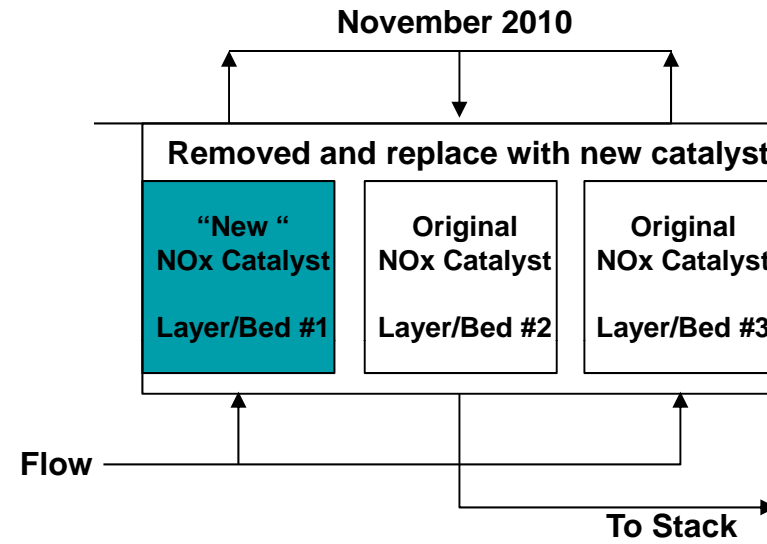 November 2010
Removed and replace with new catalyst
“New “
NOx Catalyst
Layer/Bed #1
Original
NOx Catalyst
Layer/Bed #2
Original
NOx Catalyst
Layer/Bed #3
Flow
To Stack